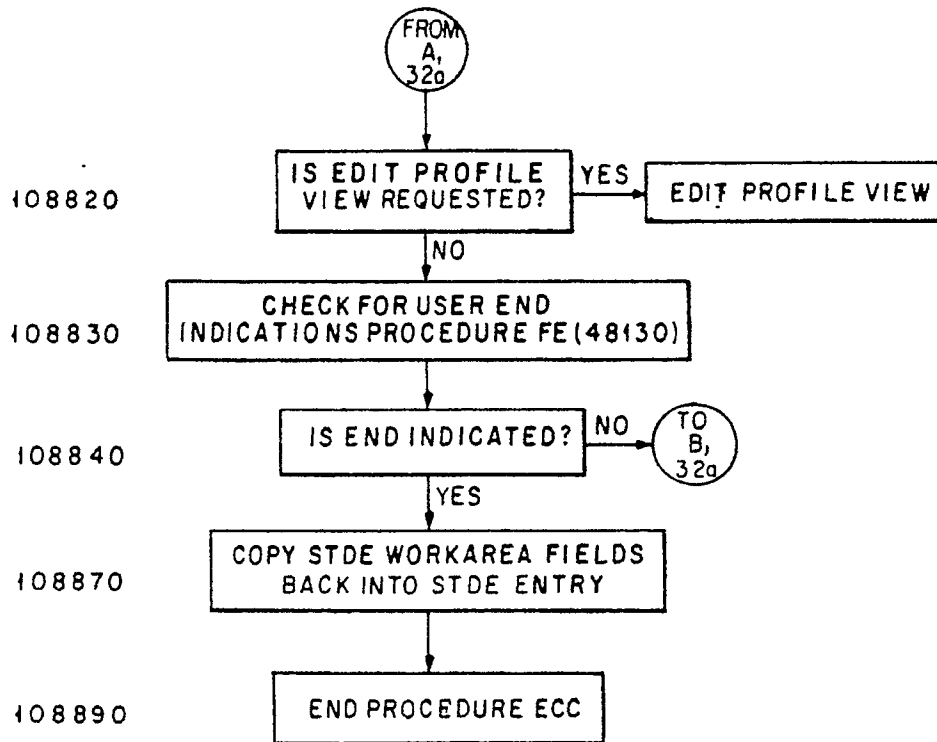 FROM
A,
32a
108820
IS EDIT PROFILE
VIEW REQUESTED?
YES
EDIT PROFILE VIEW
NO
108830
CHECK FOR USER END
INDICATIONS PROCEDURE FE(48130)
108840
IS END INDICATED?
NO
TO
B,
32a
YES
108870
COPY STDE WORKAREA FIELDS
BACK INTO STDE ENTRY
108890
END PROCEDURE ECC